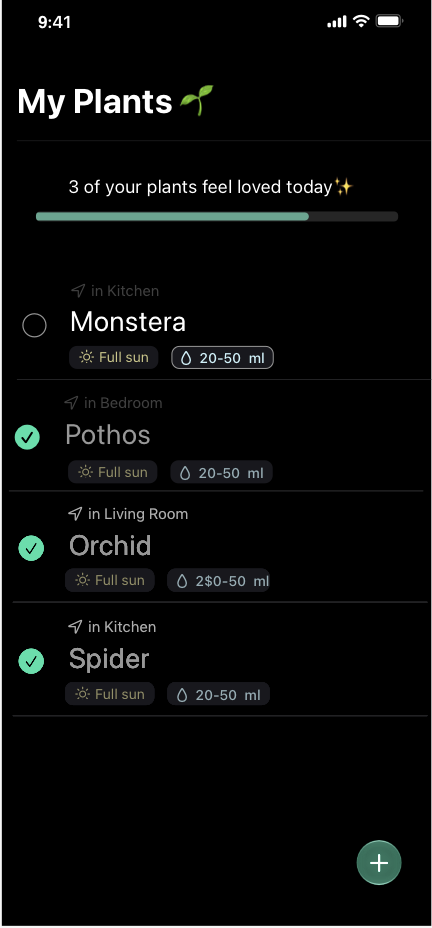 9:41
My Plants 🌱
3 of your plants feel loved today✨
in Kitchen
Monstera
Full sun 20-50 ml
in Bedroom
Pothos
Full sun 20-50 ml
in Living Room
Orchid
Full sun 2$0-50 ml
in Kitchen
Spider
Full sun 20-50 ml
+